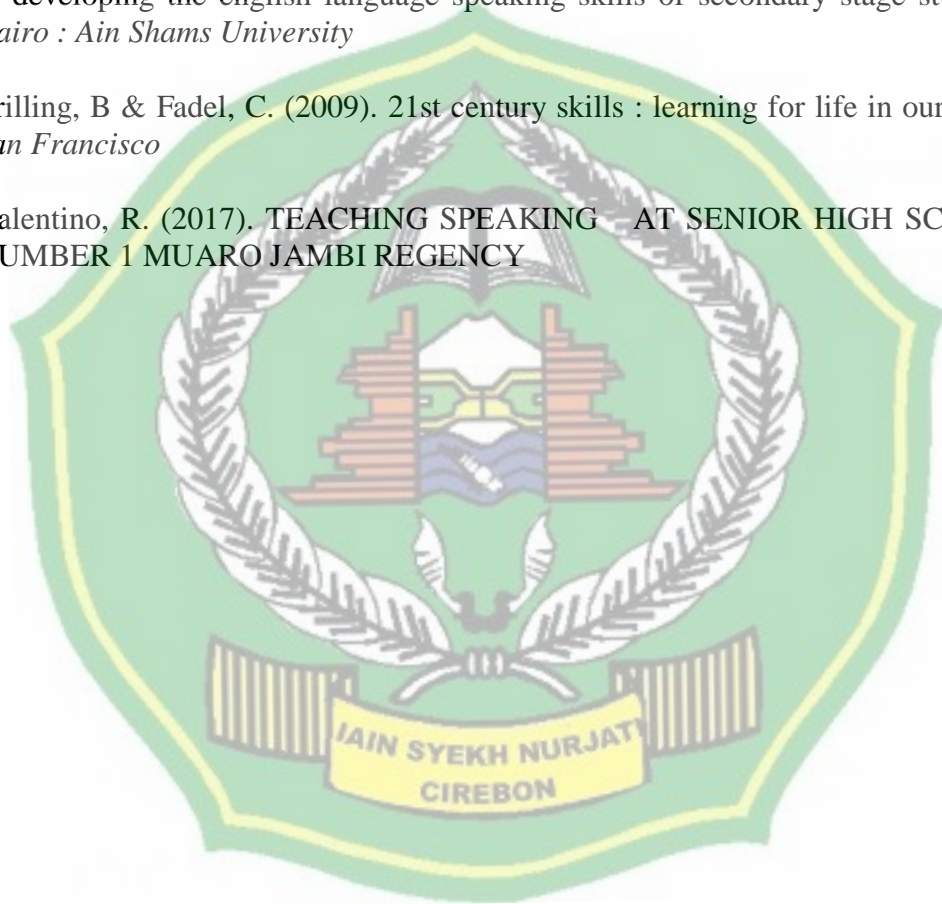 developing the english language speaking skills of secondary stage st
airo : Ain Shams University
rilling, B & Fadel, C. (2009). 21st century skills : learning for life in our
an Francisco
alentino, R. (2017). TEACHING SPEAKING AT SENIOR HIGH SC
UMBER 1 MUARO JAMBI REGENCY
IAIN SYEKH NURJATI
CIREBON